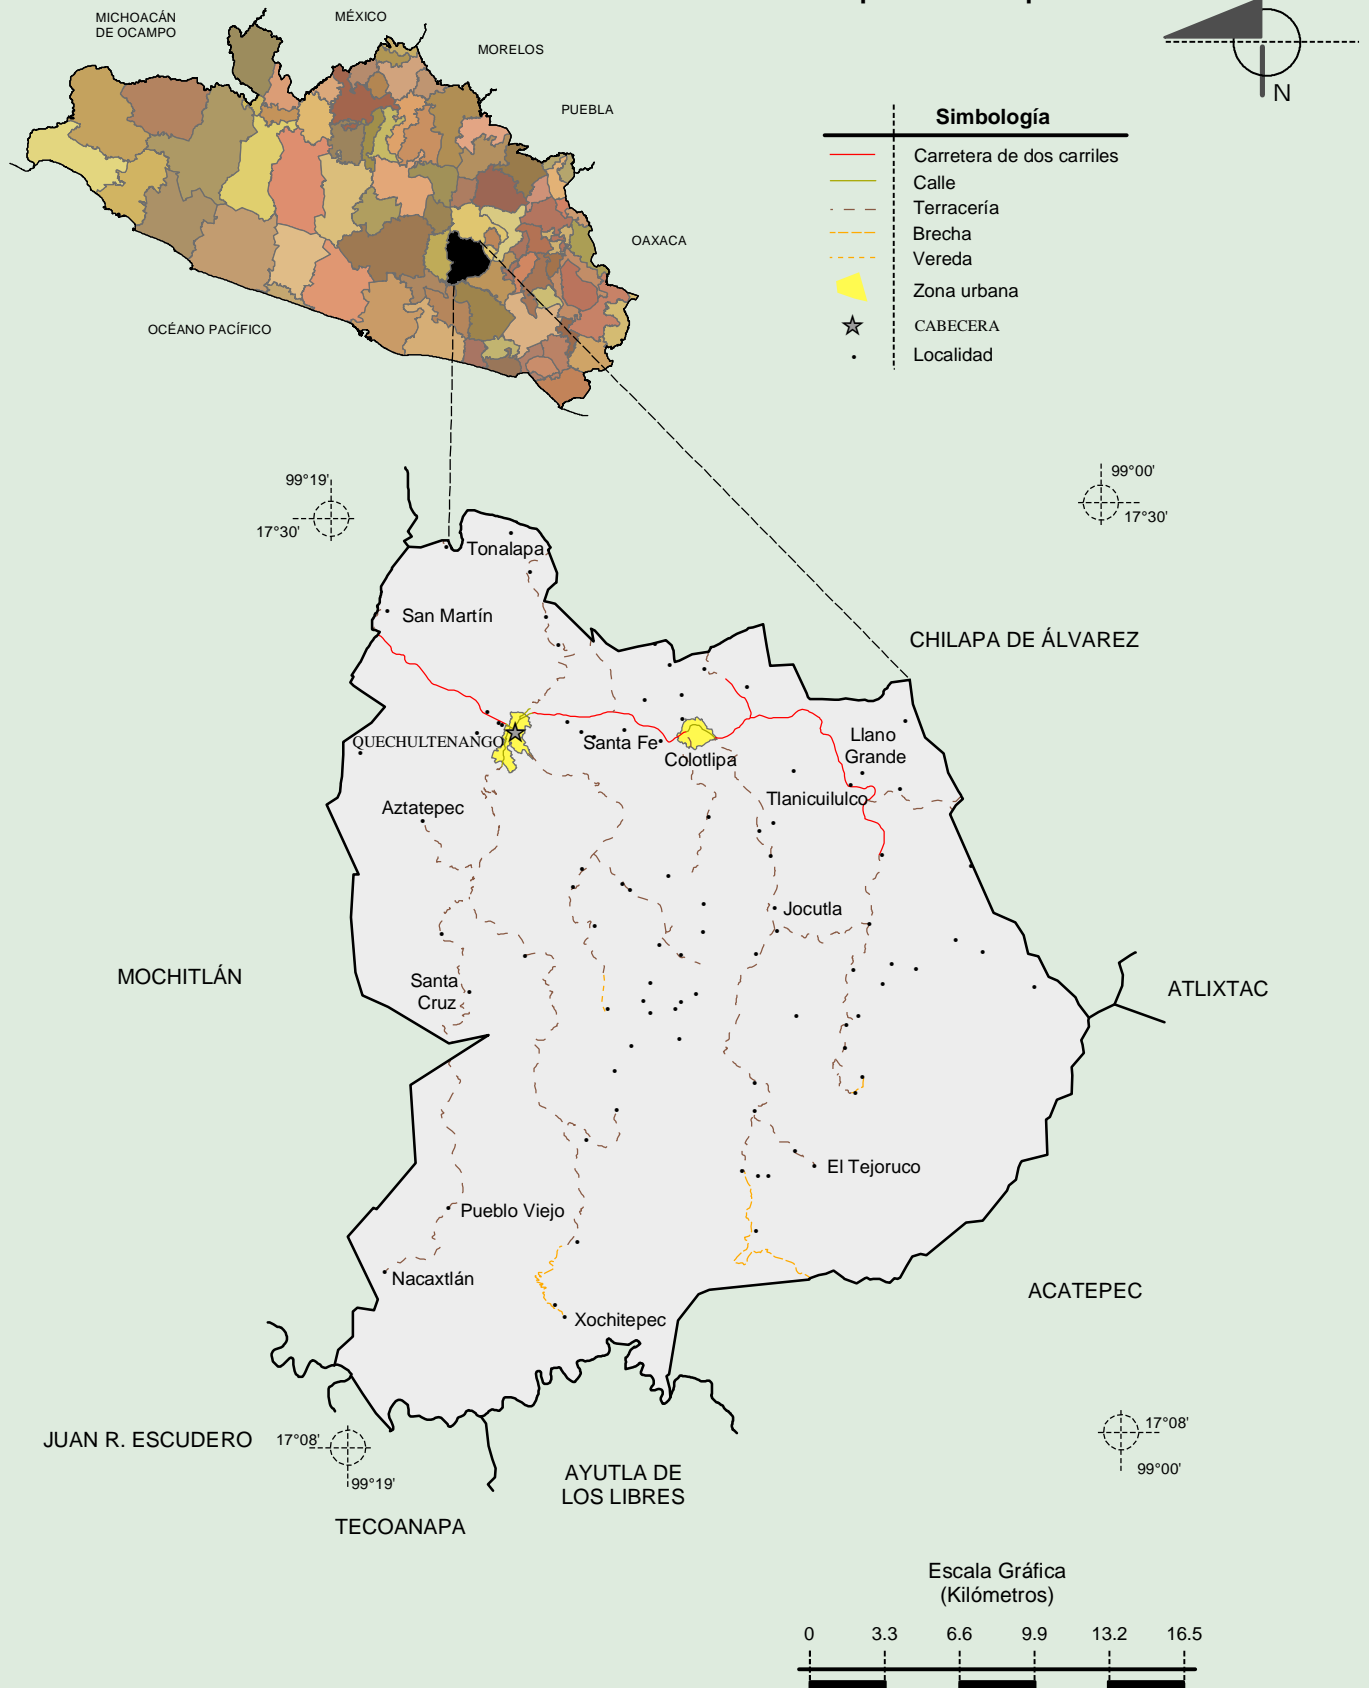 MICHOACÁN
DE OCAMPO
MÉXICO
MORELOS
PUEBLA
OAXACA
OCÉANO PACÍFICO
N
Simbología
Carretera de dos carriles
Calle
Terracería
Brecha
Vereda
Zona urbana
CABECERA
Localidad
99°19'
17°30'
99°00'
17°30'
Tonalapa
San Martín
CHILAPA DE ÁLVAREZ
QUECHULTENANGO
Santa Fe
Colotlipa
Llano
Grande
Tlanicuilulco
Aztatepec
Jocutla
MOCHITLÁN
Santa
Cruz
ATLIXTAC
El Tejoruco
Pueblo Viejo
Nacaxtlán
Xochitepec
ACATEPEC
JUAN R. ESCUDERO
17°08'
99°19'
17°08'
99°00'
AYUTLA DE
LOS LIBRES
TECOANAPA
Escala Gráfica
(Kilómetros)
0 3.3 6.6 9.9 13.2 16.5